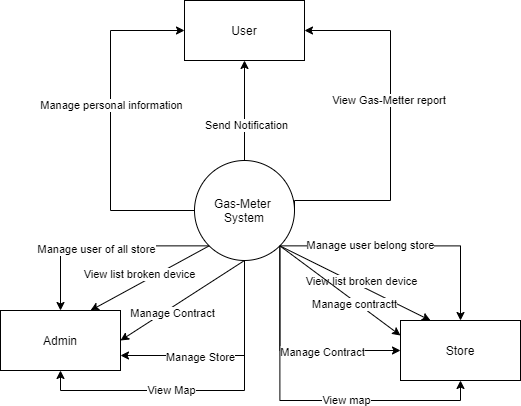 User
Manage personal information
View Gas-Metter report
Send Notification
Gas-Meter
System
Manage user of all store
Manage user belong store
View list broken device
View list broken device
Manage Contract
Manage contractt
Admin
Manage Store
Manage Contract
Store
View Map
View map